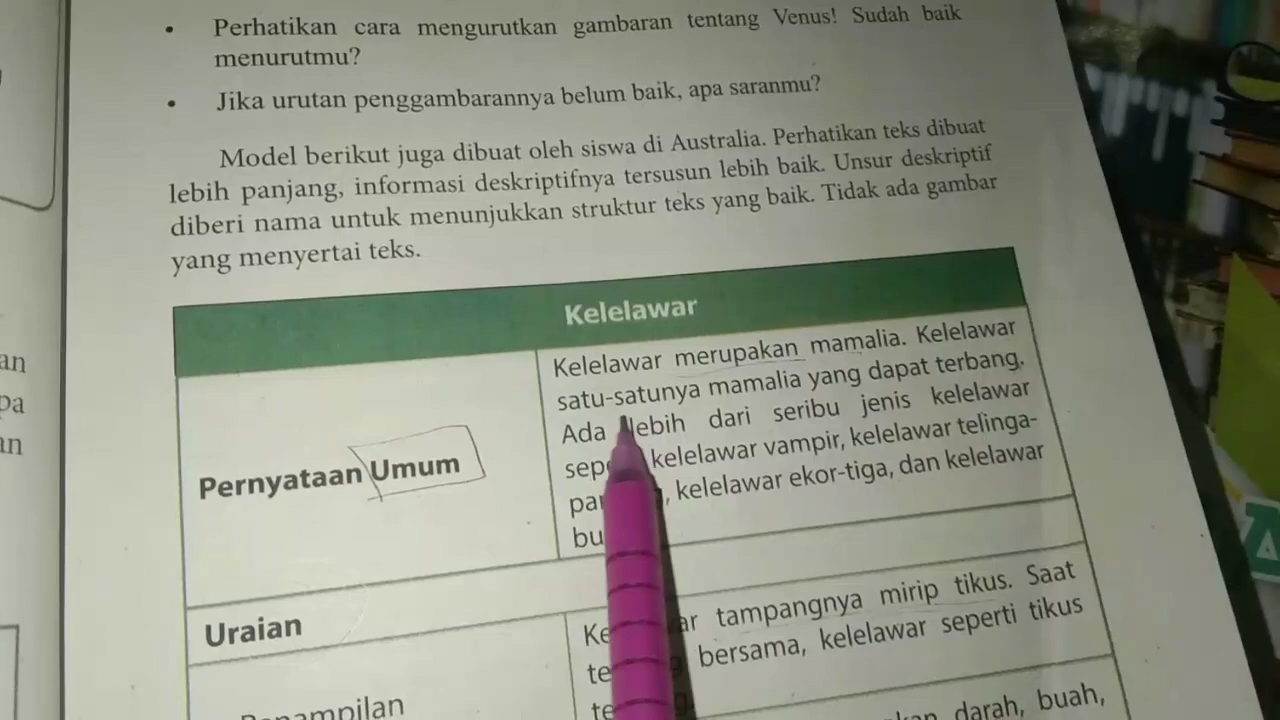 • Perhatikan cara mengurutkan gambaran tentang Venus! Sudah baik
menurutmu?
• Jika urutan penggambarannya belum baik, apa saranmu?
Model berikut juga dibuat oleh siswa di Australia. Perhatikan teks dibuat
lebih panjang, informasi deskriptifnya tersusun lebih baik. Unsur deskriptif
diberi nama untuk menunjukkan struktur teks yang baik. Tidak ada gambar
yang menyertai teks.
Kelelawar
Pernyataan Umum
Kelelawar merupakan mamalia. Kelelawar
satu-satunya mamalia yang dapat terbang.
Ada lebih dari seribu jenis kelelawar
kelelawar vampir, kelelawar telinga-
, kelelawar ekor-tiga, dan kelelawar
Uraian
tampangnya mirip tikus. Saat
bersama, kelelawar seperti tikus
darah, buah,
an
pa
an